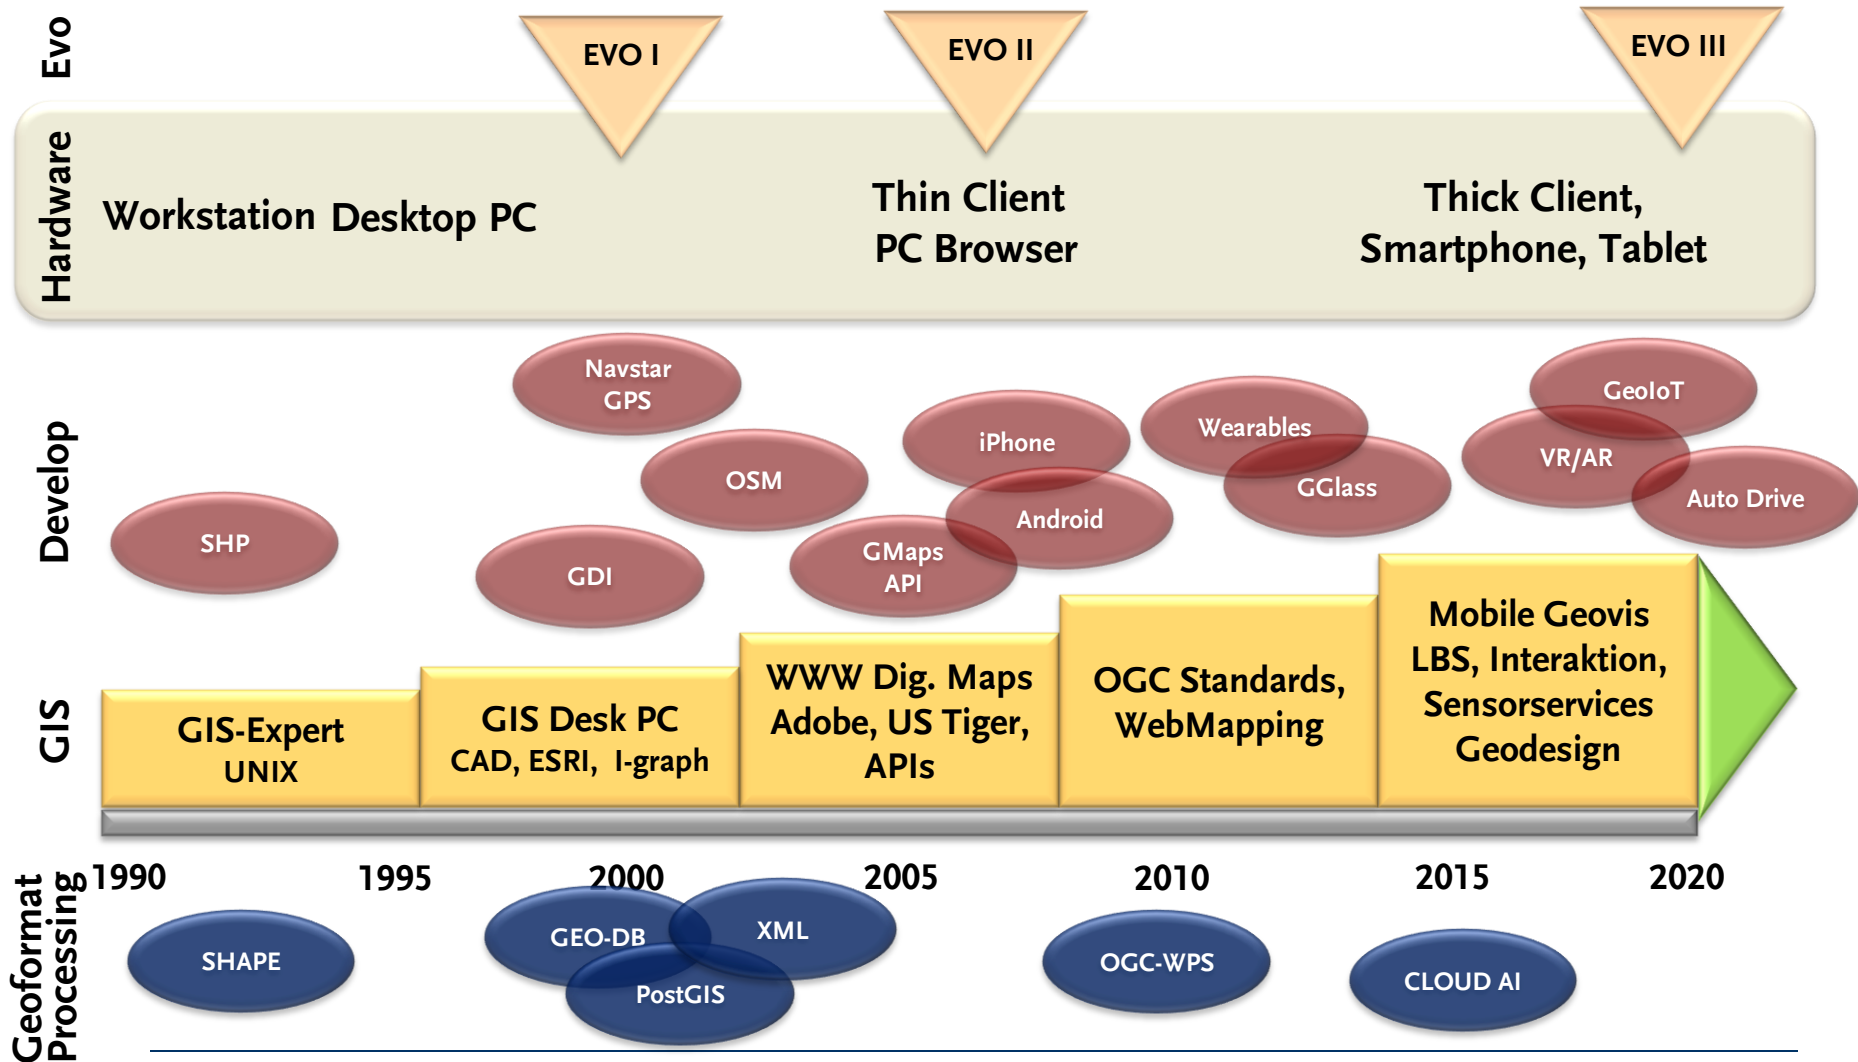 Evo
EVO I
EVO II
EVO III
Hardware
Workstation Desktop PC
Thin Client
PC Browser
Thick Client,
Smartphone, Tablet
Develop
SHP
Navstar
GPS
GDI
OSM
GMaps
API
iPhone
Android
Wearables
GGlass
GeoIoT
VR/AR
Auto Drive
GIS
GIS-Expert
UNIX
GIS Desk PC
CAD, ESRI, I-graph
WWW Dig. Maps
Adobe, US Tiger,
APIs
OGC Standards,
WebMapping
Mobile Geovis
LBS, Interaktion,
Sensorservices
Geodesign
1990 1995 2000 2005 2010 2015 2020
Geoformat
Processing
SHAPE
GEO-DB
XML
PostGIS
OGC-WPS
CLOUD AI